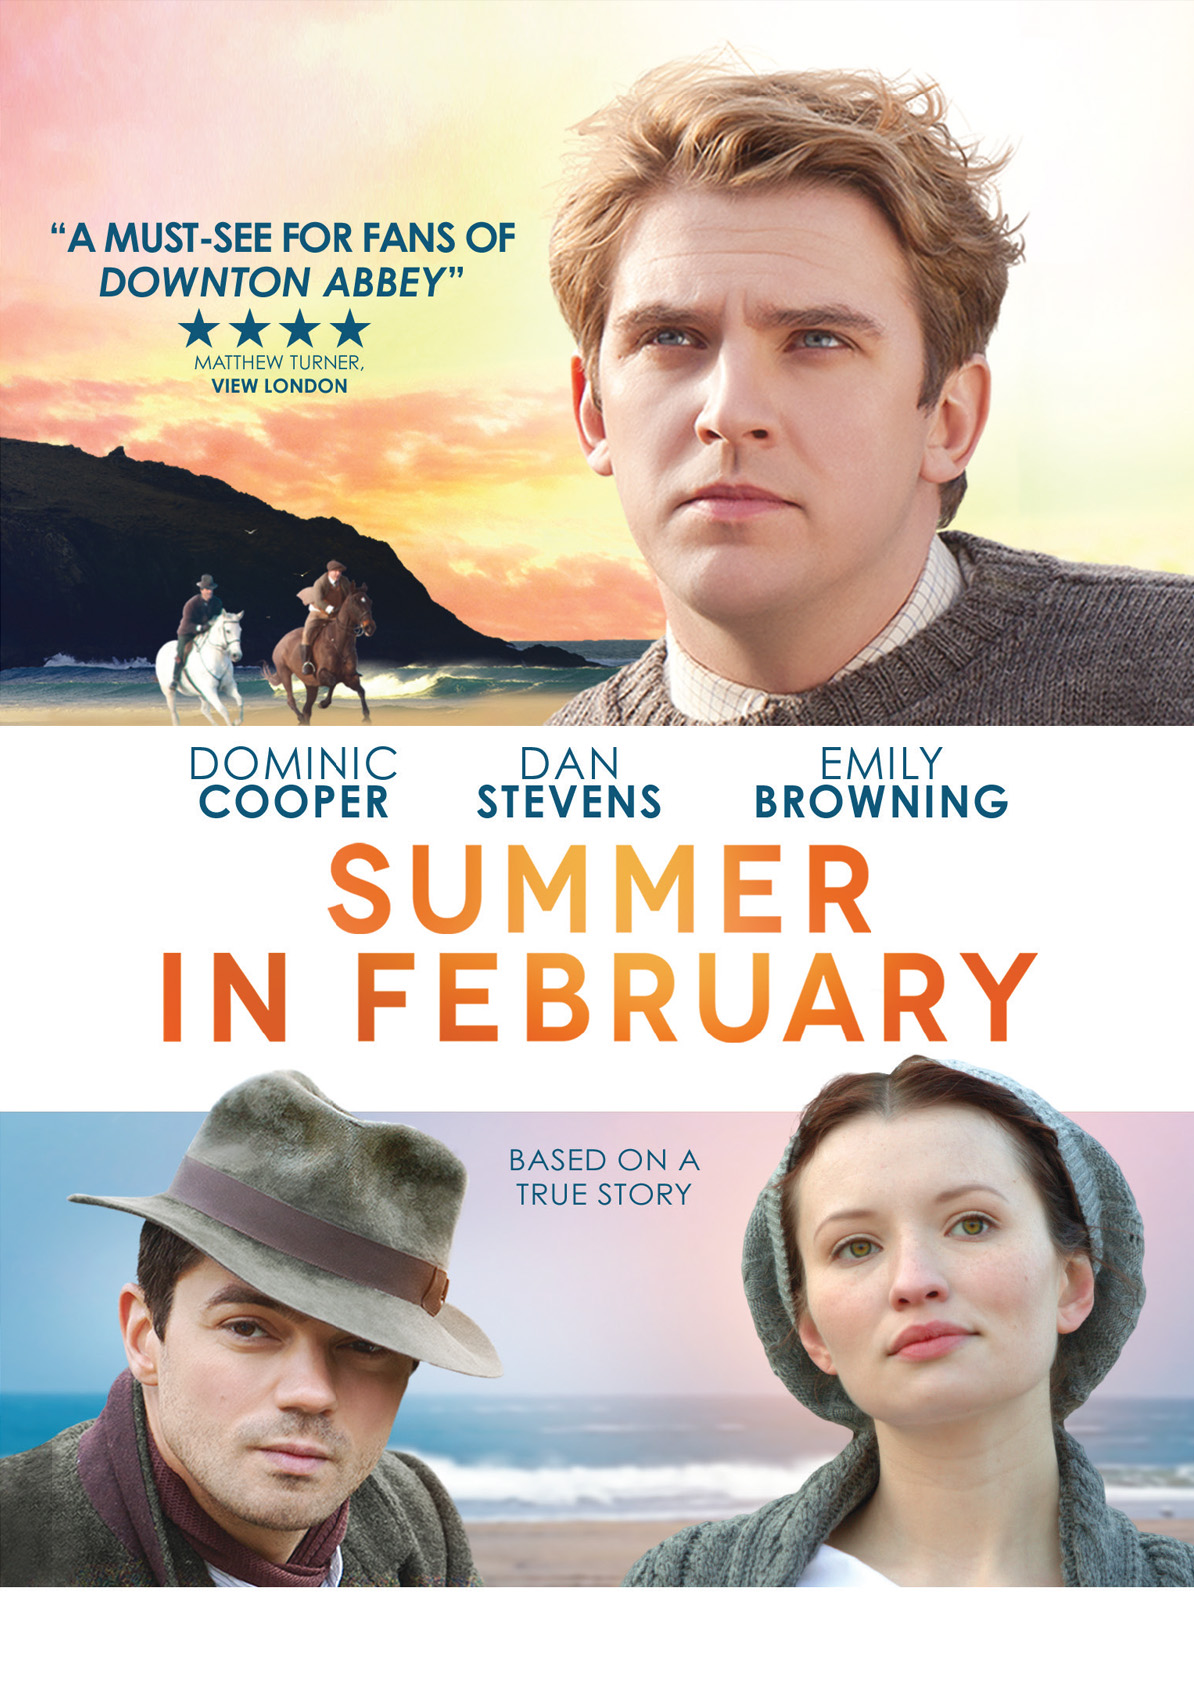 “A MUST-SEE FOR FANS OF
DOWNTON ABBEY”
MATTHEW TURNER,
VIEW LONDON
DOMINIC
COOPER
DAN
STEVENS
EMILY
BROWNING
SUMMER
IN FEBRUARY
BASED ON A
TRUE STORY